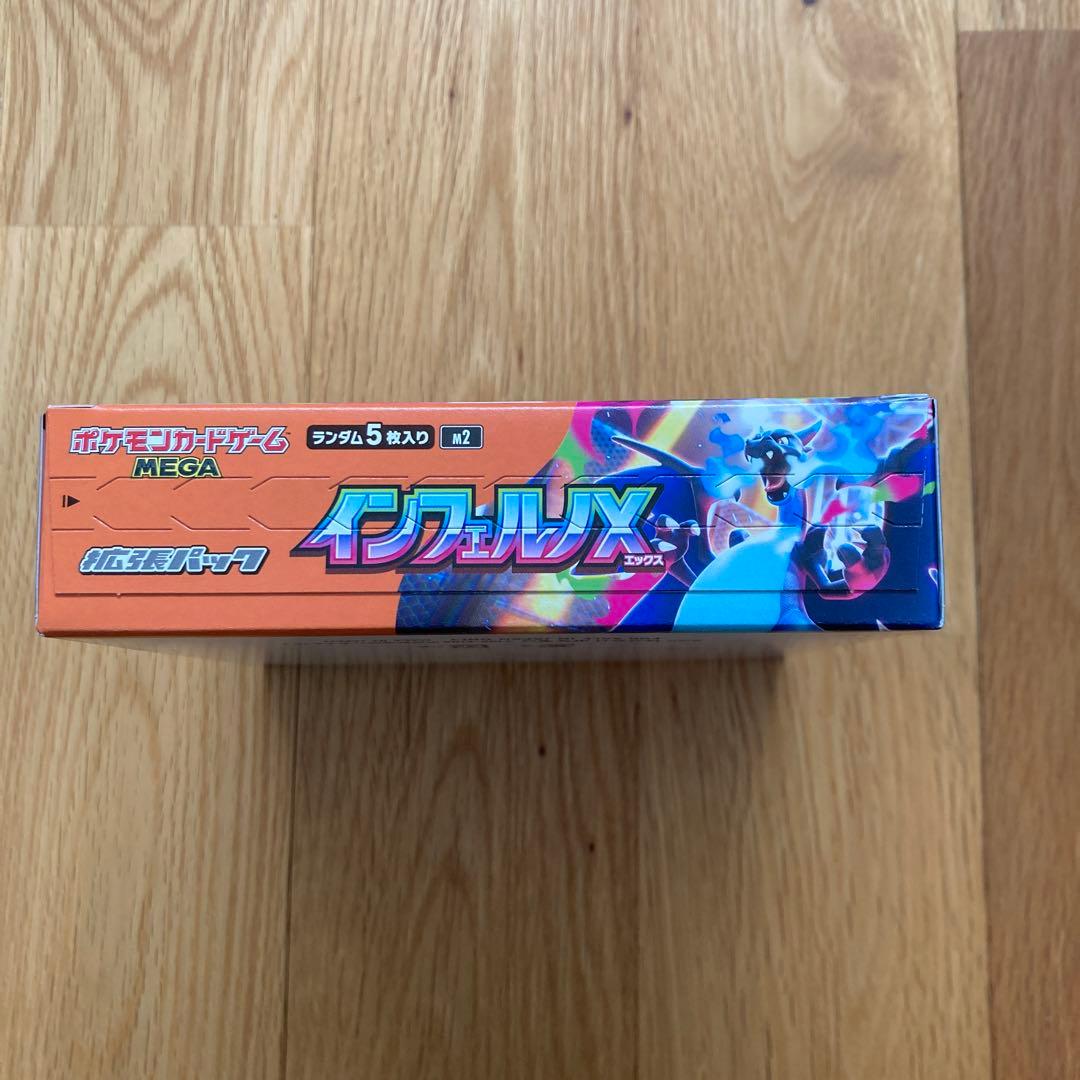 ポケモンカードゲーム
MEGA
ランダム5枚入り
M2
拡張パック
インフェルノX
エックス